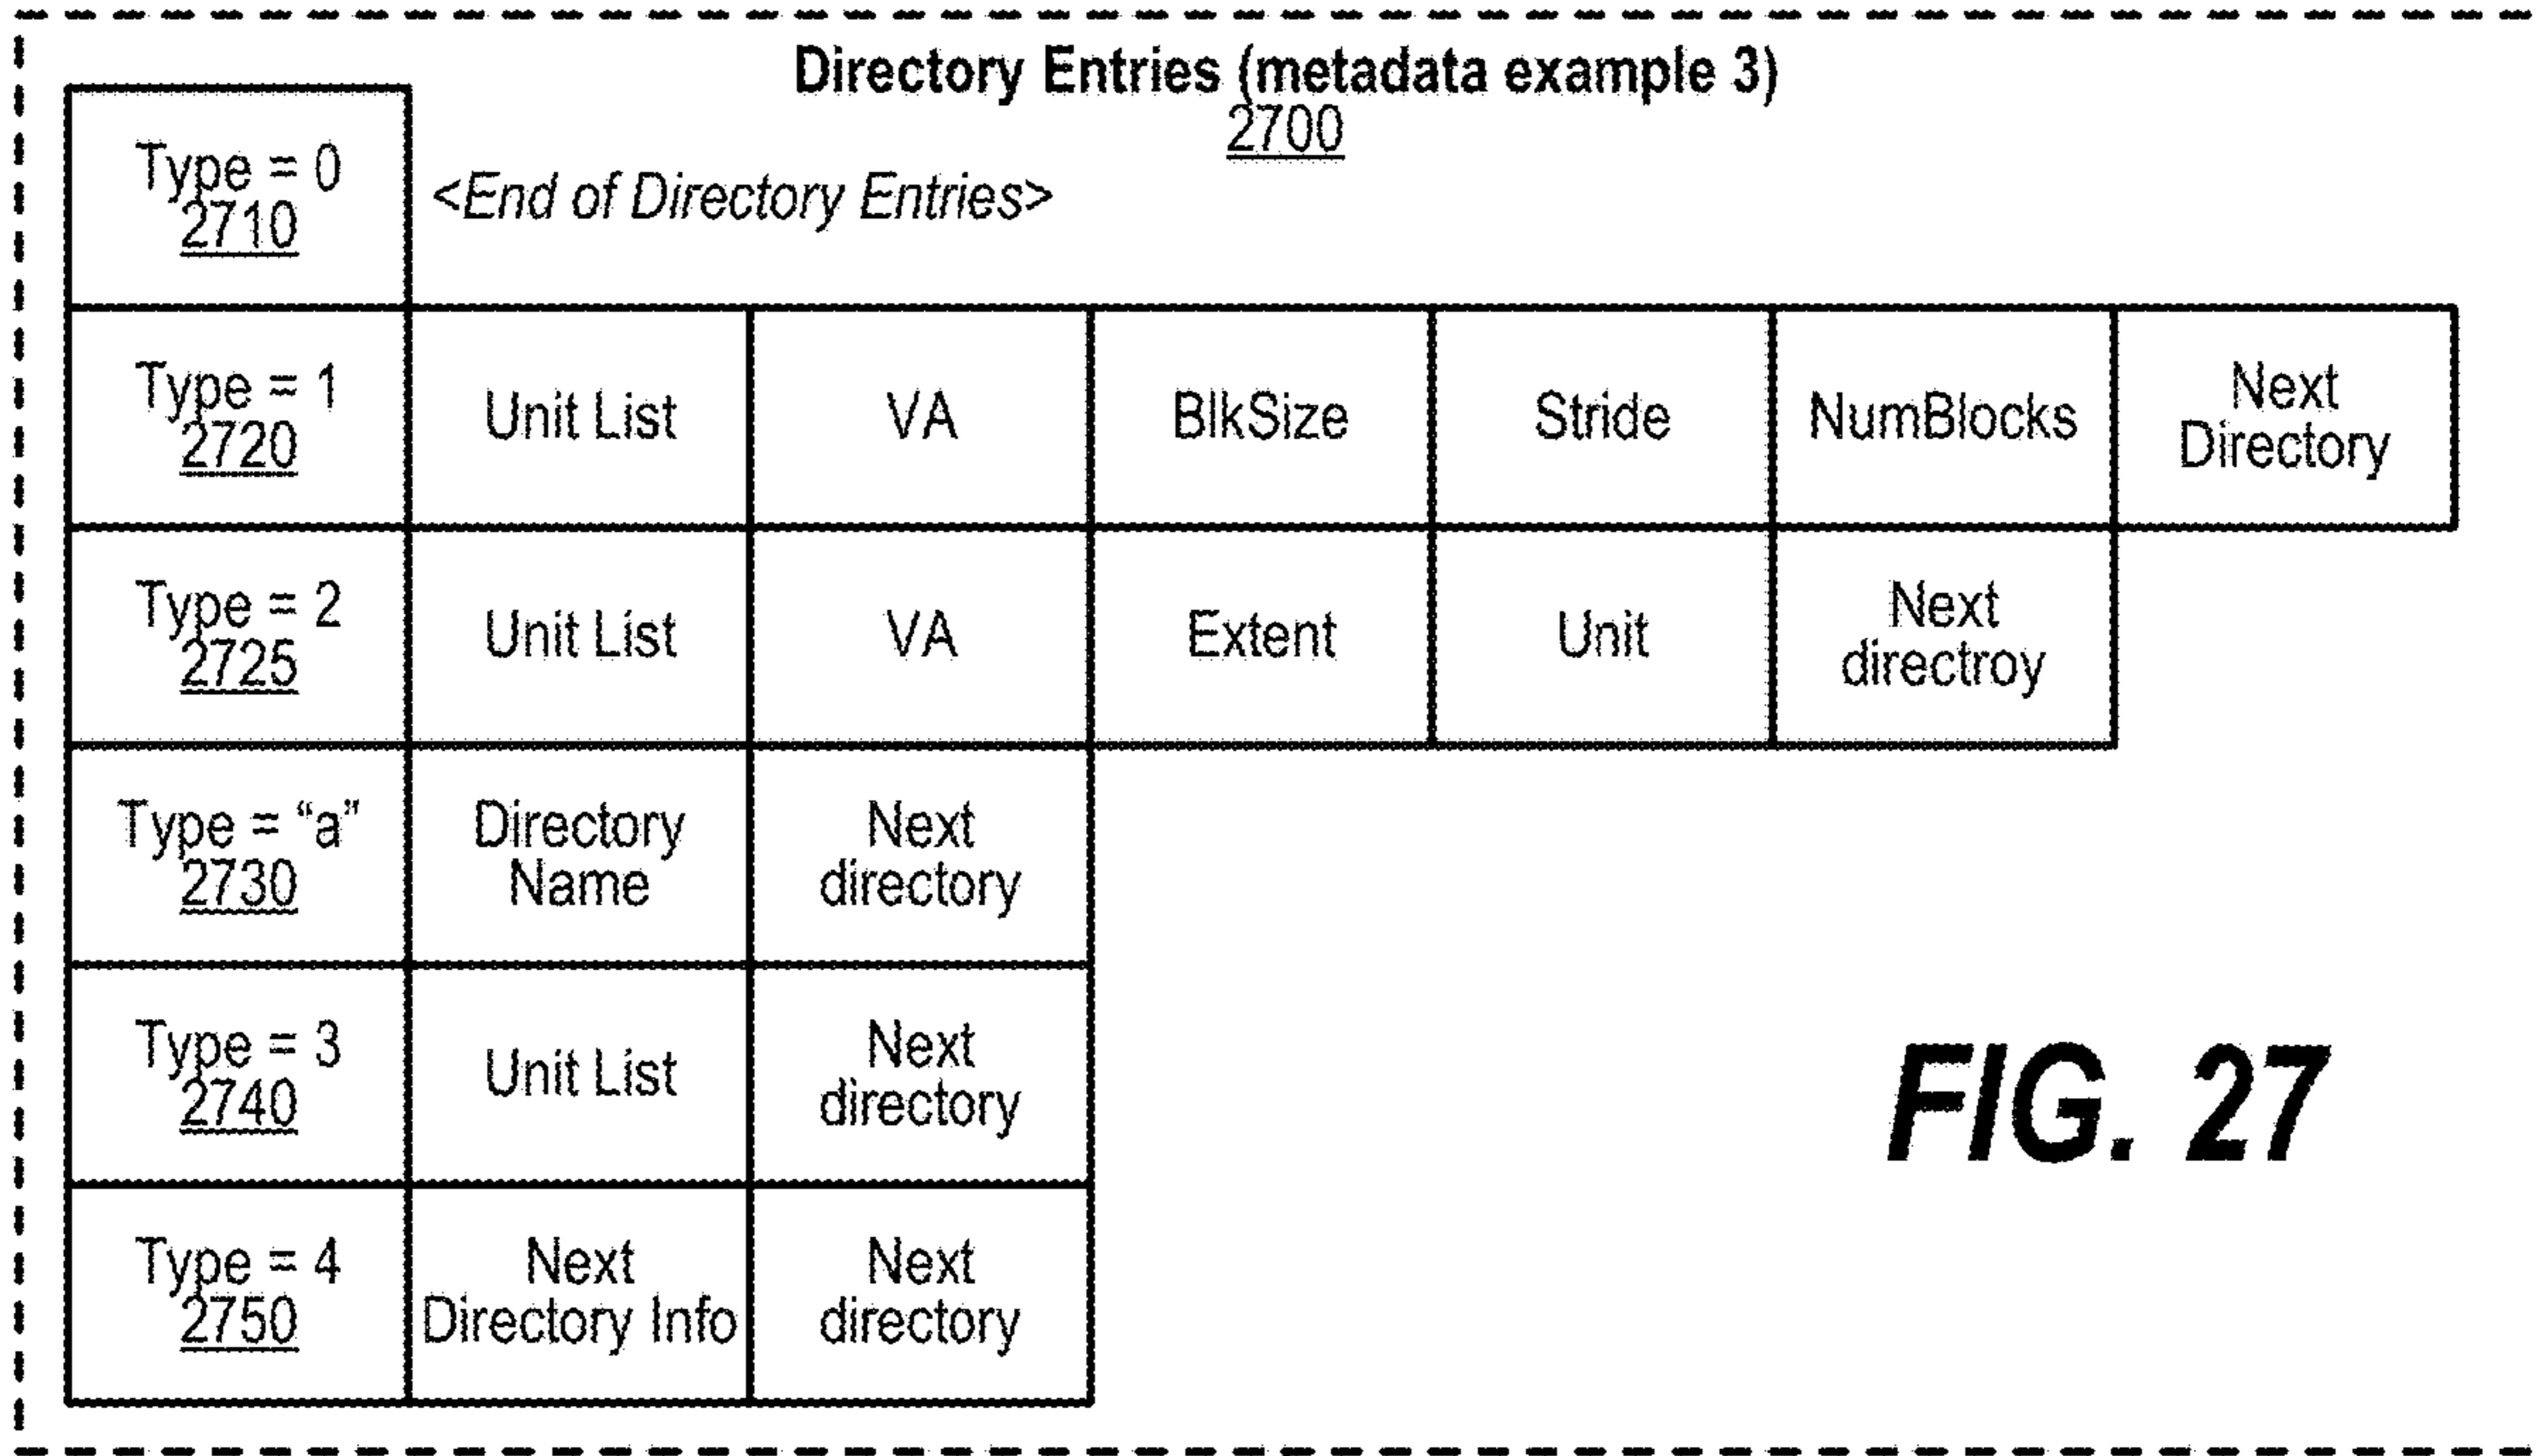 Directory Entries (metadata example 3)
2700
Type = 0
2710
<End of Directory Entries>
Type = 1
2720
Unit List
VA
BlkSize
Stride
NumBlocks
Next
Directory
Type = 2
2725
Unit List
VA
Extent
Unit
Next
directroy
Type = “a”
2730
Directory
Name
Next
directory
Type = 3
2740
Unit List
Next
directory
Type = 4
2750
Next
Directory Info
Next
directory
FIG. 27